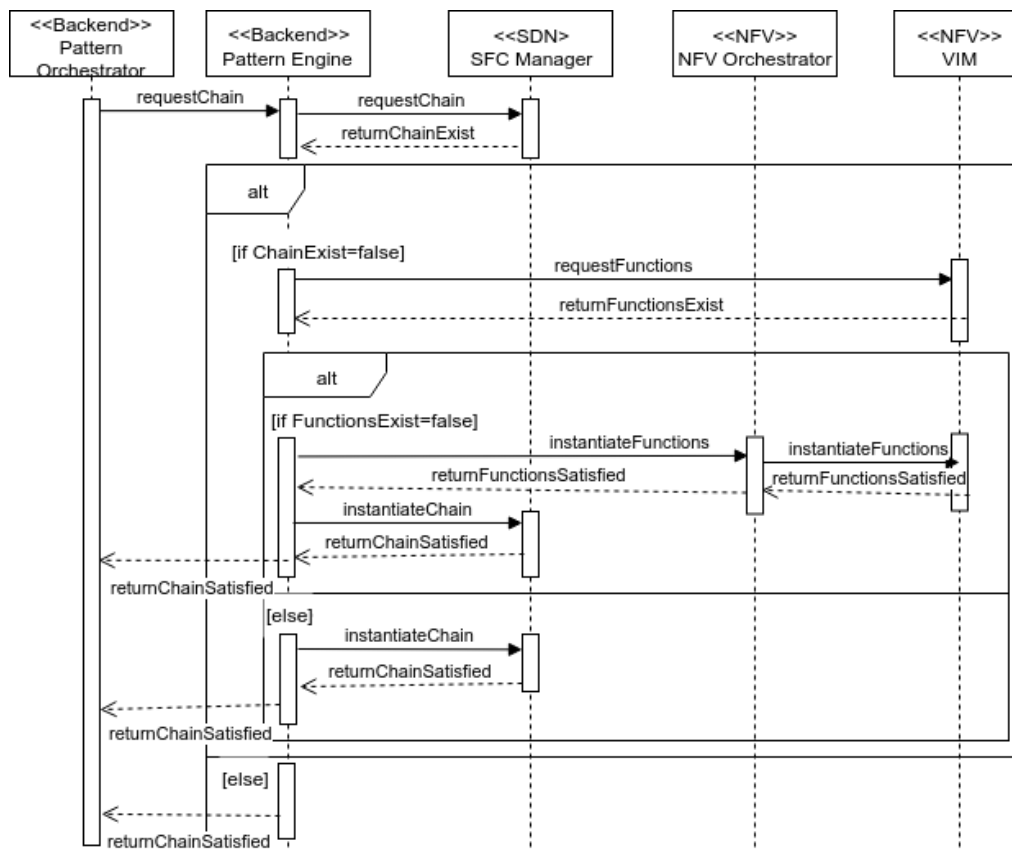 <<Backend>>
Pattern
Orchestrator
<<Backend>>
Pattern Engine
<<SDN>
SFC Manager
<<NFV>>
NFV Orchestrator
<<NFV>>
VIM
requestChain
requestChain
returnChainExist
alt
[if ChainExist=false]
requestFunctions
returnFunctionsExist
alt
[if FunctionsExist=false]
instantiateFunctions
instantiateFunctions
returnFunctionsSatisfied
returnFunctionsSatisfied
instantiateChain
returnChainSatisfied
returnChainSatisfied
[else]
instantiateChain
returnChainSatisfied
returnChainSatisfied
[else]
returnChainSatisfied